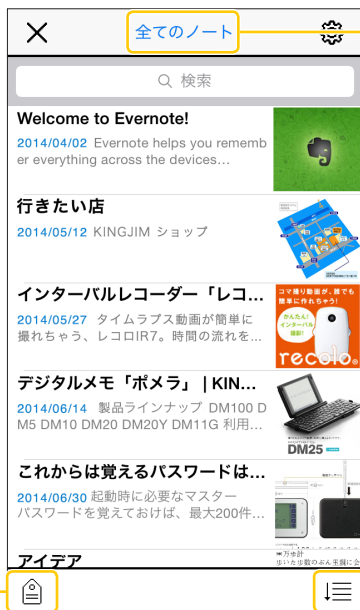 全てのノート
検索
Welcome to Evernote!
2014/04/02 Evernote helps you rememb
er everything across the devices...
行きたい店
2014/05/12 KINGJIM ショップ
インターバルレコーダー「レコ...
2014/05/27 タイムラプス動画が簡単に
撮れちゃう、レコロIR7。時間の流れを...
コマ撮り動画が、誰でも
簡単に作れちゃう!
かんたん!
インターバル
撮影!
recolo.
デジタルメモ「ポメラ」 | KIN...
2014/06/14 製品ラインナップ DM100 D
M5 DM10 DM20 DM20Y DM11G 利用...
DM25
これからは覚えるパスワードは...
2014/06/30 起動時に必要なマスター
パスワードを覚えておけば、最大200件...
アイデア
万歩計